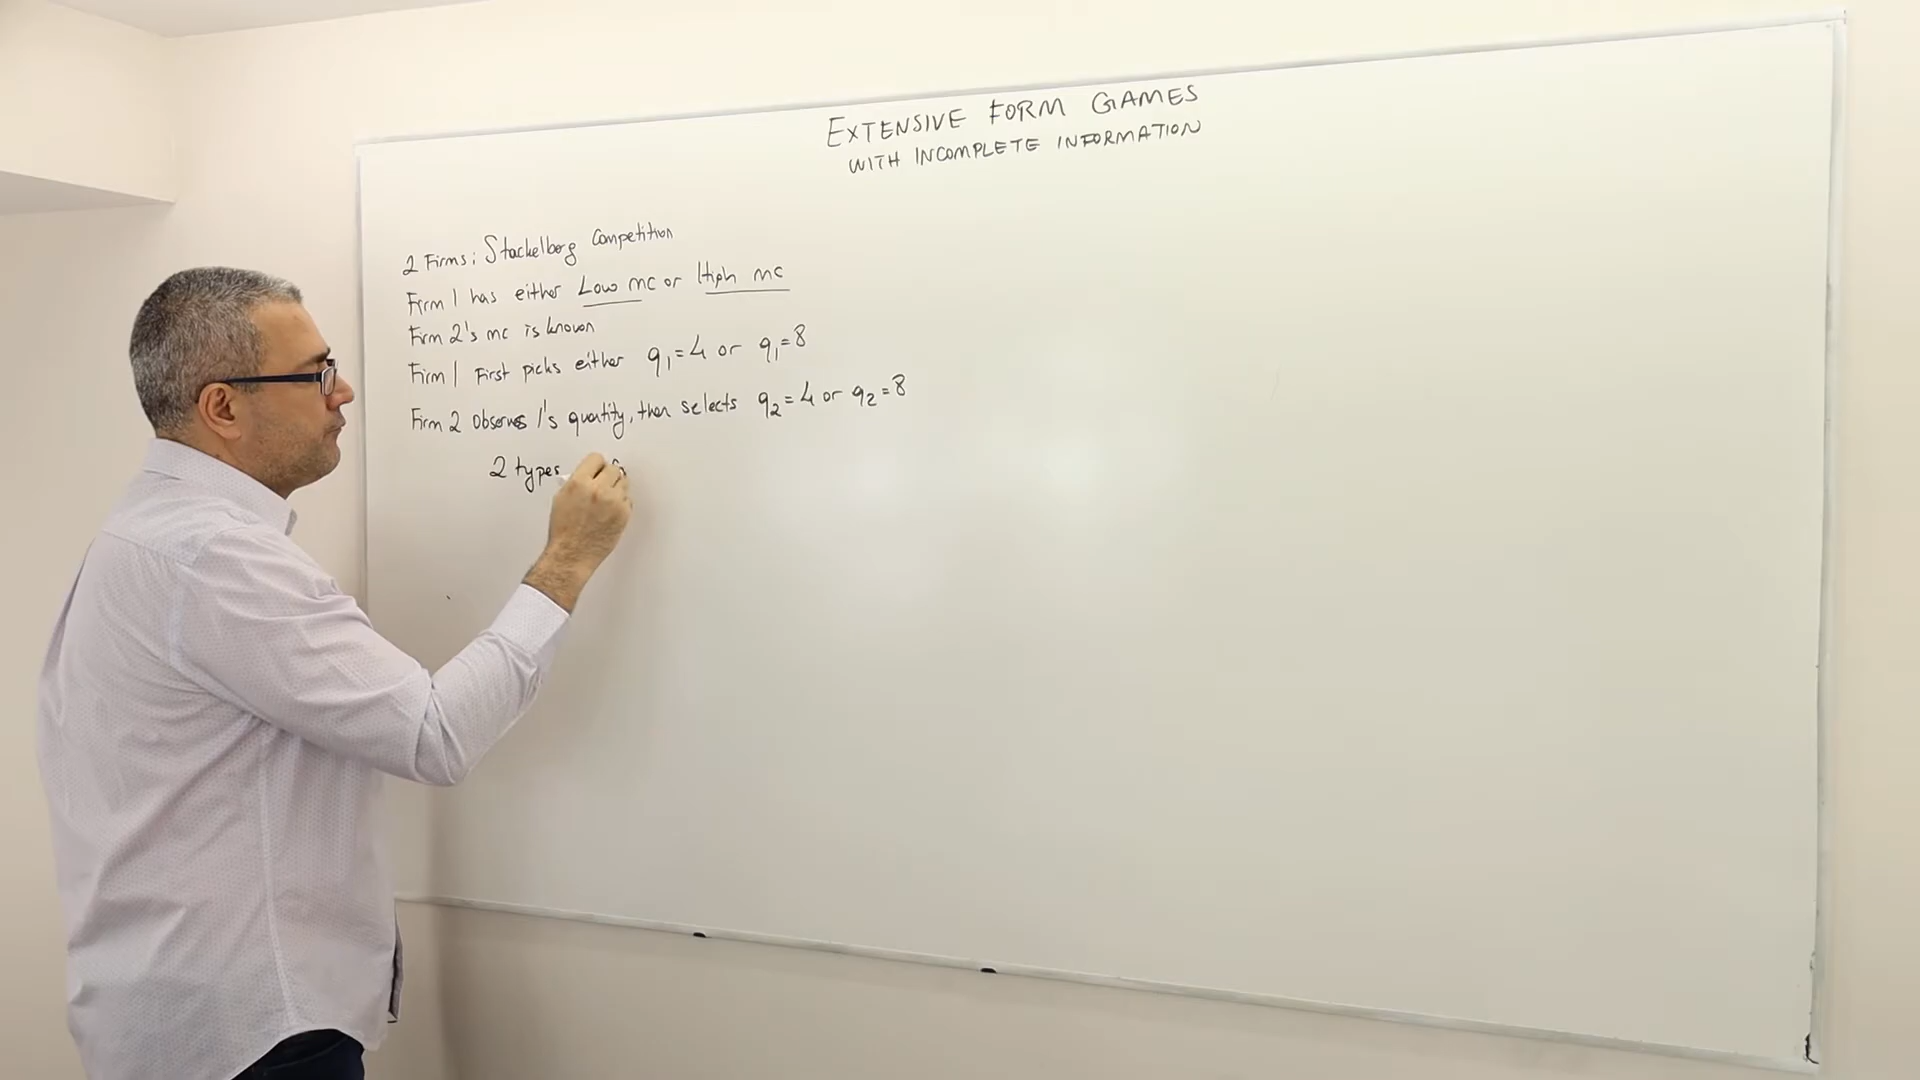 EXTENSIVE FORM GAMES
WITH INCOMPLETE INFORMATION
2 Firms: Stackelberg Competition
Firm 1 has either Low mc or High mc
Firm 2's mc is known
Firm 1 First picks either q₁=4 or q₁=8
Firm 2 Observes 1's quantity, then selects q₂=4 or q₂=8
2 types